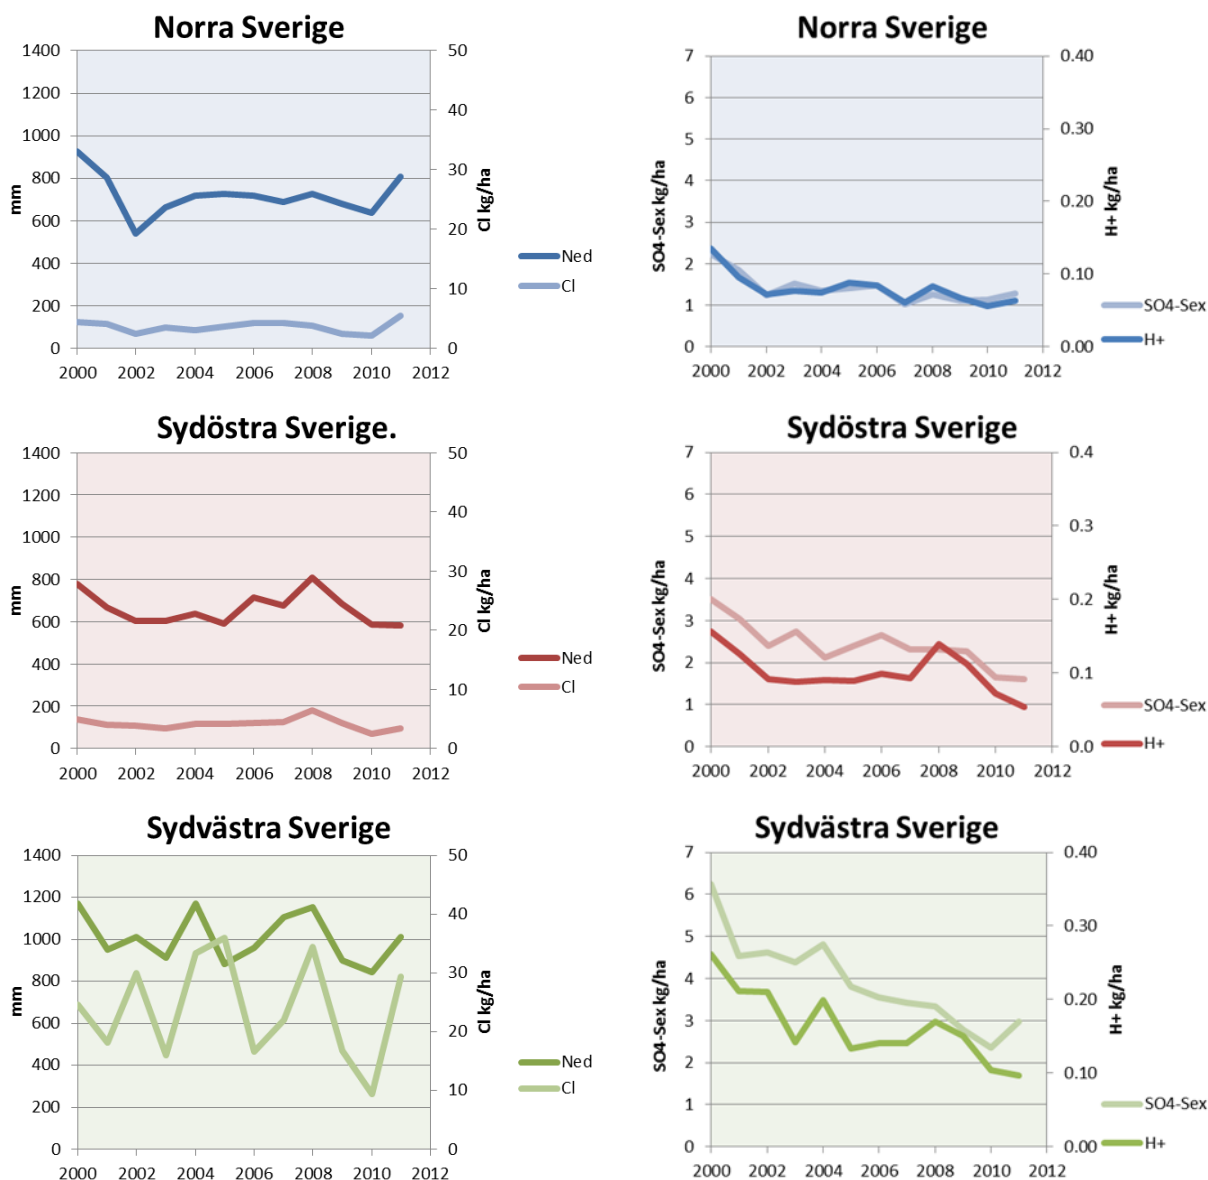 Norra Sverige
1400
1200
1000
800
600
400
200
0
mm
50
40
30
20
10
0
Cl kg/ha
2000 2002 2004 2006 2008 2010 2012
Ned
Cl
Norra Sverige
7
6
5
4
3
2
1
0
SO4-Sex kg/ha
0.40
0.30
0.20
0.10
0.00
H+ kg/ha
2000 2002 2004 2006 2008 2010 2012
SO4-Sex
H+
Sydöstra Sverige.
1400
1200
1000
800
600
400
200
0
mm
50
40
30
20
10
0
Cl kg/ha
2000 2002 2004 2006 2008 2010 2012
Ned
Cl
Sydöstra Sverige
7
6
5
4
3
2
1
0
SO4-Sex kg/ha
0.4
0.3
0.2
0.1
0.0
H+ kg/ha
2000 2002 2004 2006 2008 2010 2012
SO4-Sex
H+
Sydvästra Sverige
1400
1200
1000
800
600
400
200
0
mm
50
40
30
20
10
0
Cl kg/ha
2000 2002 2004 2006 2008 2010 2012
Ned
Cl
Sydvästra Sverige
7
6
5
4
3
2
1
0
SO4-Sex kg/ha
0.40
0.30
0.20
0.10
0.00
H+ kg/ha
2000 2002 2004 2006 2008 2010 2012
SO4-Sex
H+